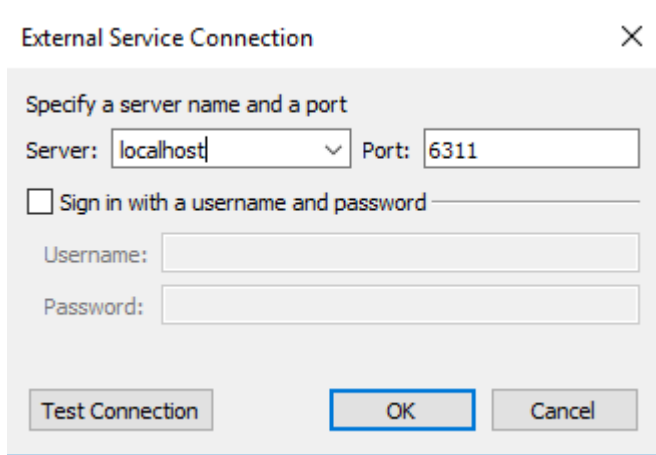 External Service Connection
Specify a server name and a port
Server: localhost Port: 6311
Sign in with a username and password
Username:
Password:
Test Connection OK Cancel